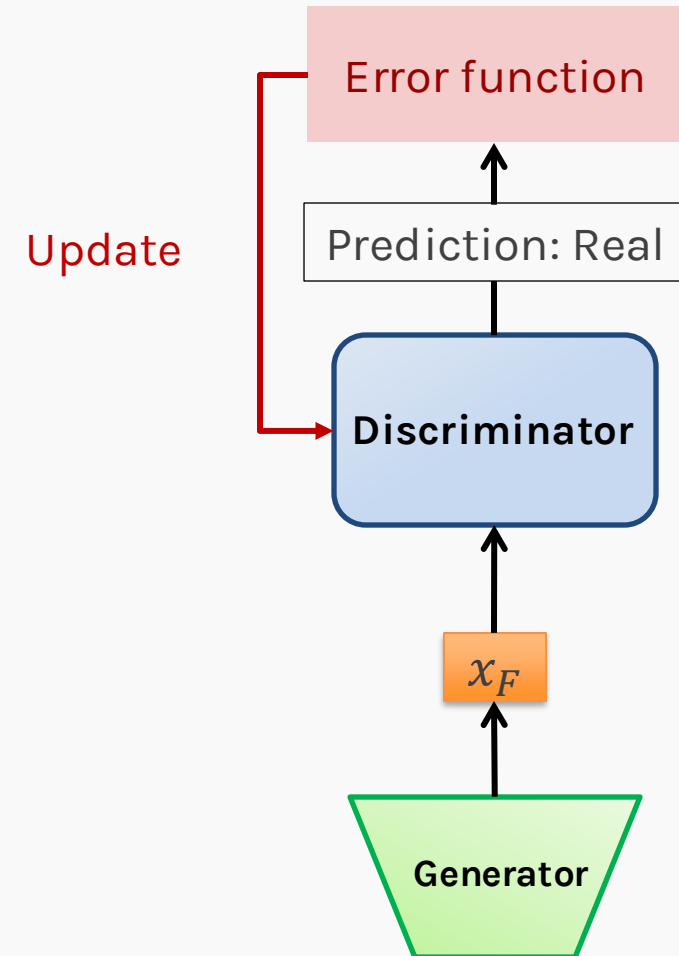 Error function
Update
Prediction: Real
Discriminator
x_F
Generator